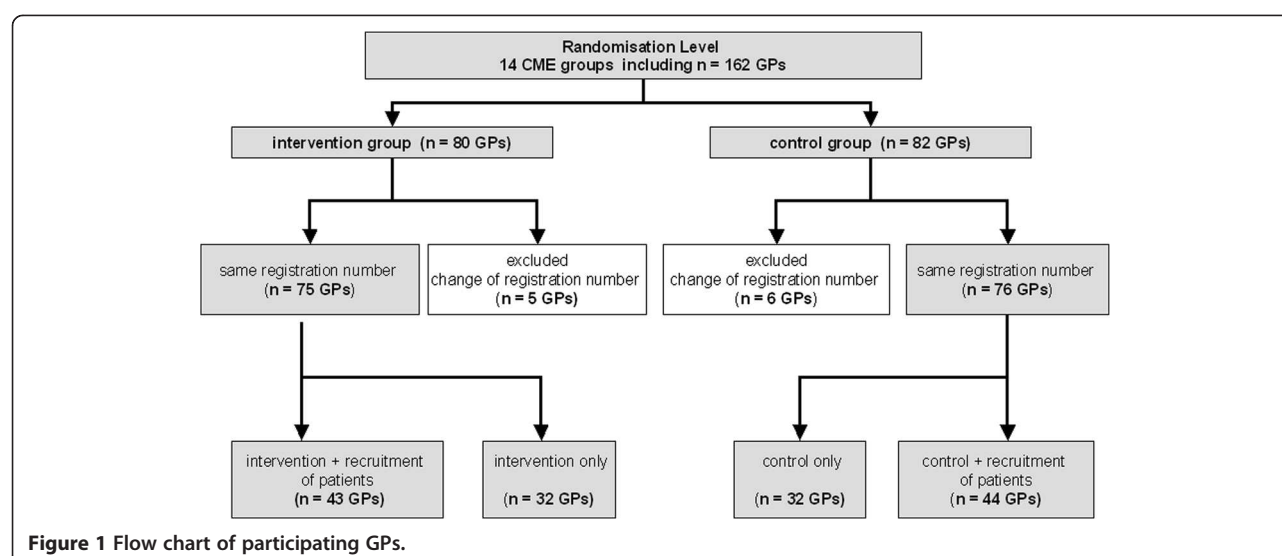 Randomisation Level
14 CME groups including n = 162 GPs
intervention group (n = 80 GPs)
control group (n = 82 GPs)
same registration number
(n = 75 GPs)
excluded
change of registration number
(n = 5 GPs)
excluded
change of registration number
(n = 6 GPs)
same registration number
(n = 76 GPs)
intervention + recruitment
of patients
(n = 43 GPs)
intervention only
(n = 32 GPs)
control only
(n = 32 GPs)
control + recruitment
of patients
(n = 44 GPs)
Figure 1 Flow chart of participating GPs.